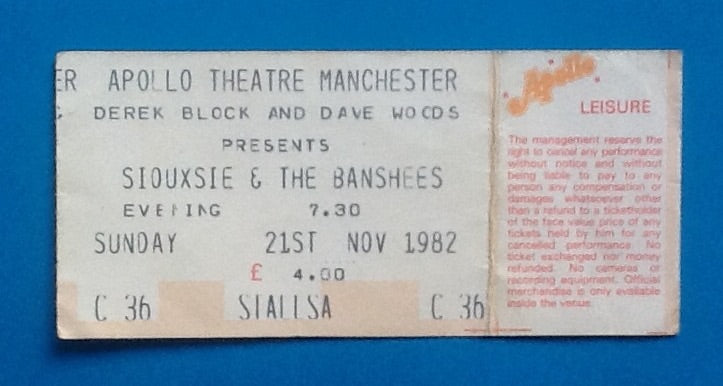 ER APOLLO THEATRE MANCHESTER
DEREK BLOCK AND DAVE WOODS
PRESENTS
SIOUXSIE & THE BANSHEES
EVENING 7.30
SUNDAY 21ST NOV 1982
£ 4.00
C 36 STALLSA C 36
Apollo
LEISURE
The management reserve the
right to cancel any performance
without notice and without
being liable to pay to any
person any compensation or
damages whatsoever other
than a refund to a ticketholder
of the face value price of any
tickets held by him for any
cancelled performance. No
ticket exchanged nor money
refunded. No cameras or
recording equipment. Official
merchandise is only available
inside the venue.